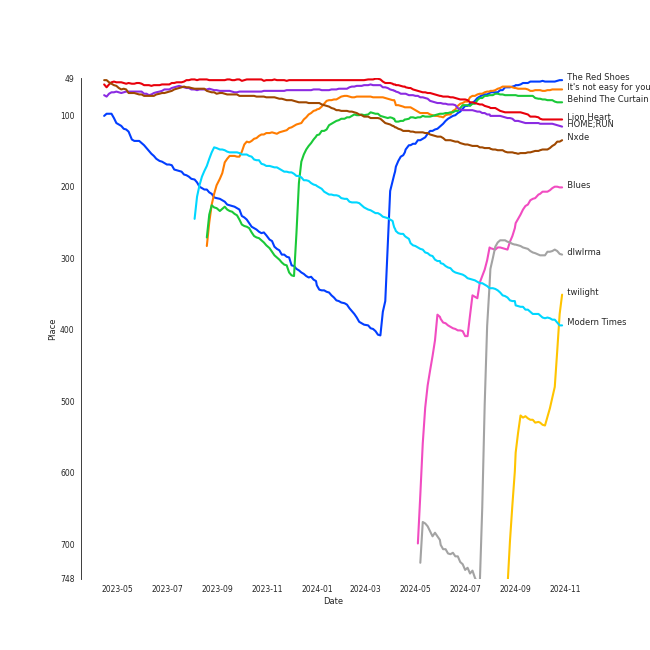 49
100
200
300
400
500
600
700
748
Place
2023-05
2023-07
2023-09
2023-11
2024-01
2024-03
2024-05
2024-07
2024-09
2024-11
Date
The Red Shoes
It's not easy for you
Behind The Curtain
Lion Heart
HOME;RUN
Nxde
Blues
dlwlrma
twilight
Modern Times